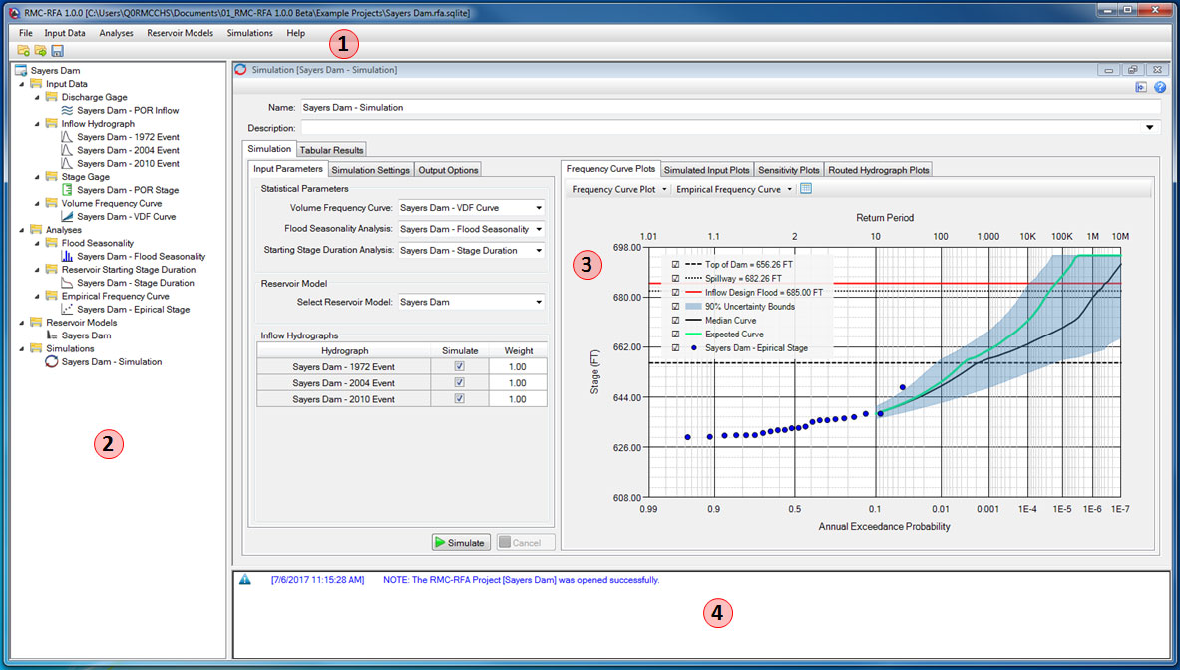 RMC-RFA 1.0.0 [C:\Users\Q0RMCCHS\Documents\01_RMC-RFA 1.0.0 Beta\Example Projects\Sayers Dam.rfa.sqlite]
File Input Data Analyses Reservoir Models Simulations Help
1
Sayers Dam
Input Data
Discharge Gage
Sayers Dam - POR Inflow
Inflow Hydrograph
Sayers Dam - 1972 Event
Sayers Dam - 2004 Event
Sayers Dam - 2010 Event
Stage Gage
Sayers Dam - POR Stage
Volume Frequency Curve
Sayers Dam - VDF Curve
Analyses
Flood Seasonality
Sayers Dam - Flood Seasonality
Reservoir Starting Stage Duration
Sayers Dam - Stage Duration
Empirical Frequency Curve
Sayers Dam - Epirical Stage
Reservoir Models
Sayers Dam
Simulations
Sayers Dam - Simulation
2
Simulation [Sayers Dam - Simulation]
Name: Sayers Dam - Simulation
Description:
Simulation Tabular Results
Input Parameters Simulation Settings Output Options
Statistical Parameters
Volume Frequency Curve: Sayers Dam - VDF Curve
Flood Seasonality Analysis: Sayers Dam - Flood Seasonality
Starting Stage Duration Analysis: Sayers Dam - Stage Duration
Reservoir Model
Select Reservoir Model: Sayers Dam
Inflow Hydrographs
Hydrograph Simulate Weight
Sayers Dam - 1972 Event 1.00
Sayers Dam - 2004 Event 1.00
Sayers Dam - 2010 Event 1.00
Simulate Cancel
Frequency Curve Plots Simulated Input Plots Sensitivity Plots Routed Hydrograph Plots
Frequency Curve Plot Empirical Frequency Curve
Return Period
1.01 1.1 2 10 100 1 000 10K 100K 1M 10M
3
Stage (FT)
698.00
680.00
662.00
644.00
626.00
608.00
Top of Dam = 656.26 FT
Spillway = 682.26 FT
Inflow Design Flood = 685.00 FT
90% Uncertainty Bounds
Median Curve
Expected Curve
Sayers Dam - Epirical Stage
0.99 0.9 0.5 0.1 0.01 0.001 1E-4 1E-5 1E-6 1E-7
Annual Exceedance Probability
[7/6/2017 11:15:28 AM] NOTE: The RMC-RFA Project [Sayers Dam] was opened successfully.
4